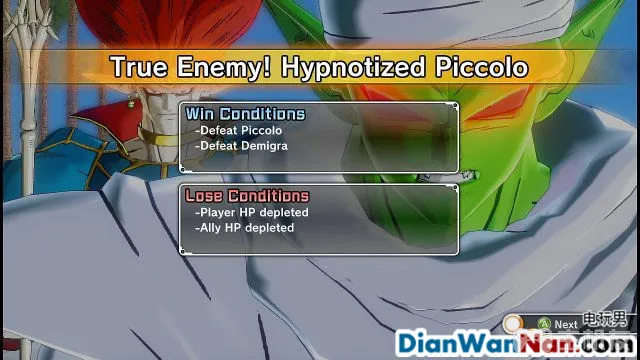 True Enemy! Hypnotized Piccolo
Win Conditions
-Defeat Piccolo
-Defeat Demigra
Lose Conditions
-Player HP depleted
-Ally HP depleted
A Next
电玩男
DianWanNan.com